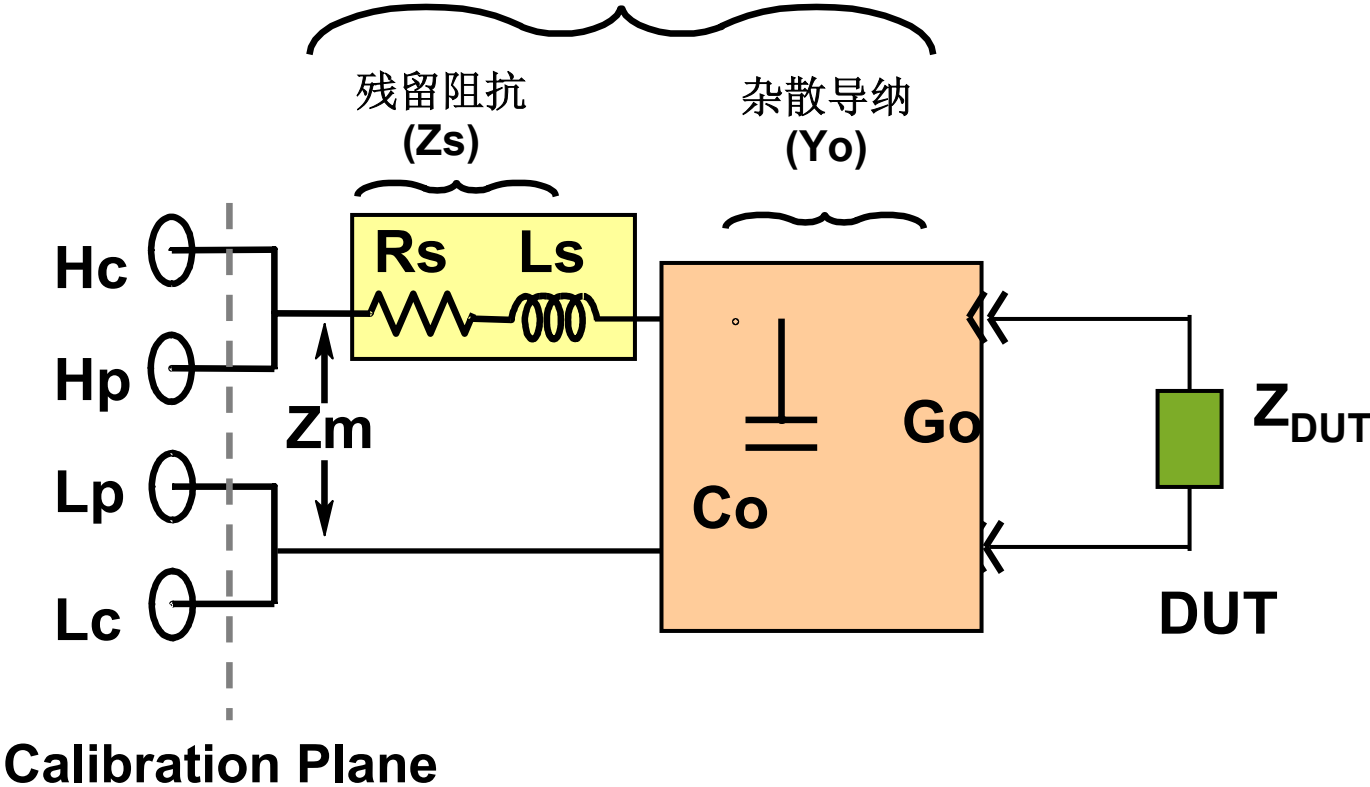 残留阻抗
(Zs)
杂散导纳
(Yo)
Rs
Ls
Hc
Hp
Zm
Lp
Lc
Go
Co
ZDUT
DUT
Calibration Plane